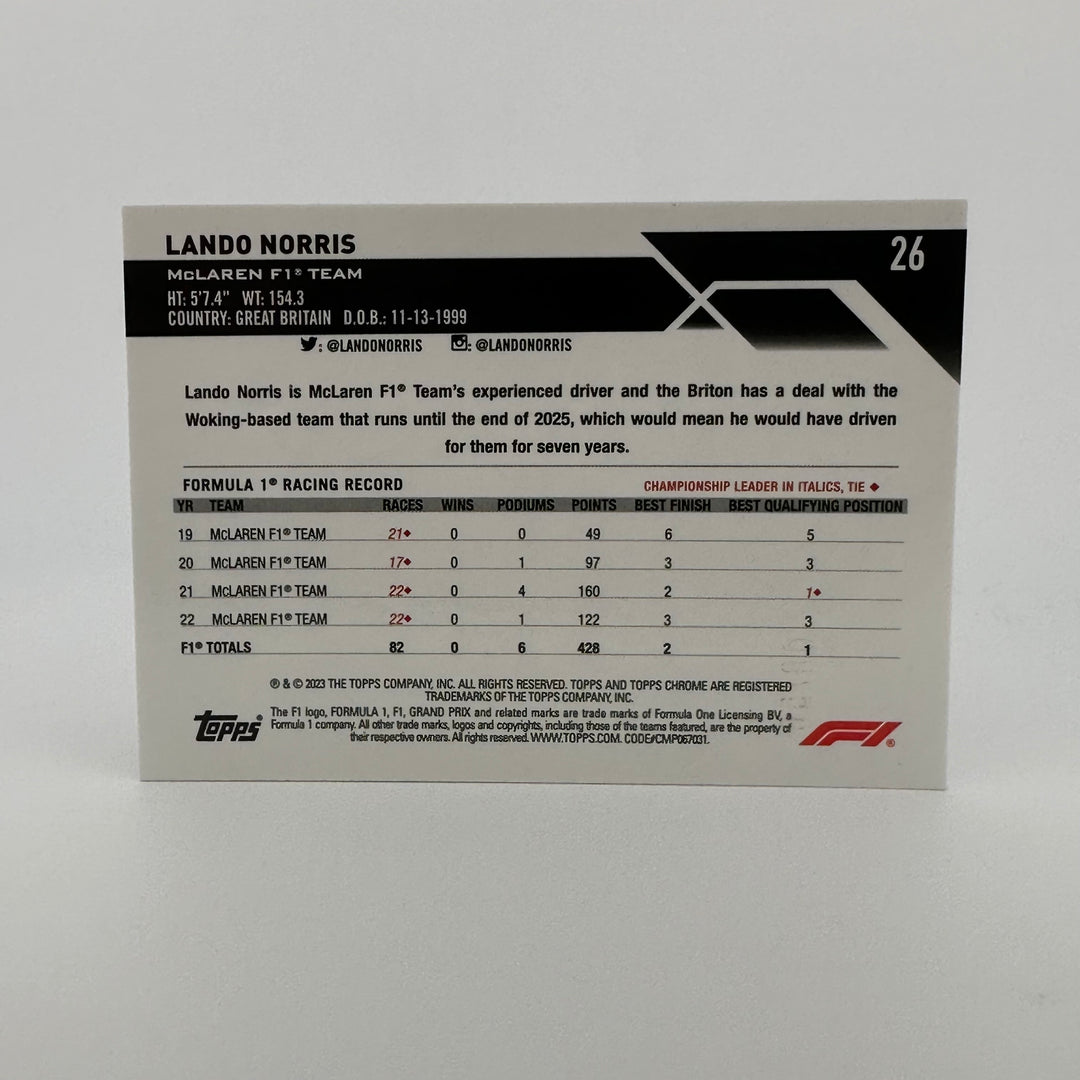 LANDO NORRIS
26
McLAREN F1® TEAM
HT: 5'7.4" WT: 154.3
COUNTRY: GREAT BRITAIN D.O.B.: 11-13-1999
: @LANDONORRIS : @LANDONORRIS
Lando Norris is McLaren F1® Team's experienced driver and the Briton has a deal with the
Woking-based team that runs until the end of 2025, which would mean he would have driven
for them for seven years.
FORMULA 1® RACING RECORD CHAMPIONSHIP LEADER IN ITALICS, TIE ◆
YR TEAM RACES WINS PODIUMS POINTS BEST FINISH BEST QUALIFYING POSITION
19 McLAREN F1® TEAM 21◆ 0 0 49 6 5
20 McLAREN F1® TEAM 17◆ 0 1 97 3 3
21 McLAREN F1® TEAM 22◆ 0 4 160 2 1◆
22 McLAREN F1® TEAM 22◆ 0 1 122 3 3
F1® TOTALS 82 0 6 428 2 1
® & © 2023 THE TOPPS COMPANY, INC. ALL RIGHTS RESERVED. TOPPS AND TOPPS CHROME ARE REGISTERED
TRADEMARKS OF THE TOPPS COMPANY, INC.
The F1 logo, FORMULA 1, F1, GRAND PRIX and related marks are trade marks of Formula One Licensing BV, a
Formula 1 company. All other trade marks, logos and copyrights, including those of the teams featured, are the property of
their respective owners. All rights reserved. WWW.TOPPS.COM. CODE#CMP067031.
topps®
F1®